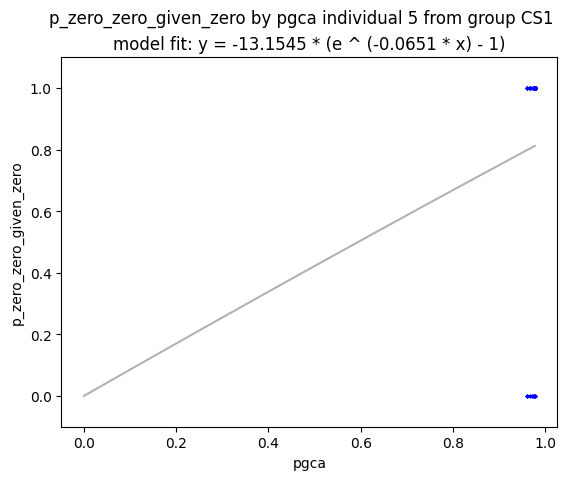 p_zero_zero_given_zero by pgca individual 5 from group CS1
model fit: y = -13.1545 * (e ^ (-0.0651 * x) - 1)
1.0
0.8
0.6
0.4
0.2
0.0
p_zero_zero_given_zero
0.0 0.2 0.4 0.6 0.8 1.0
pgca